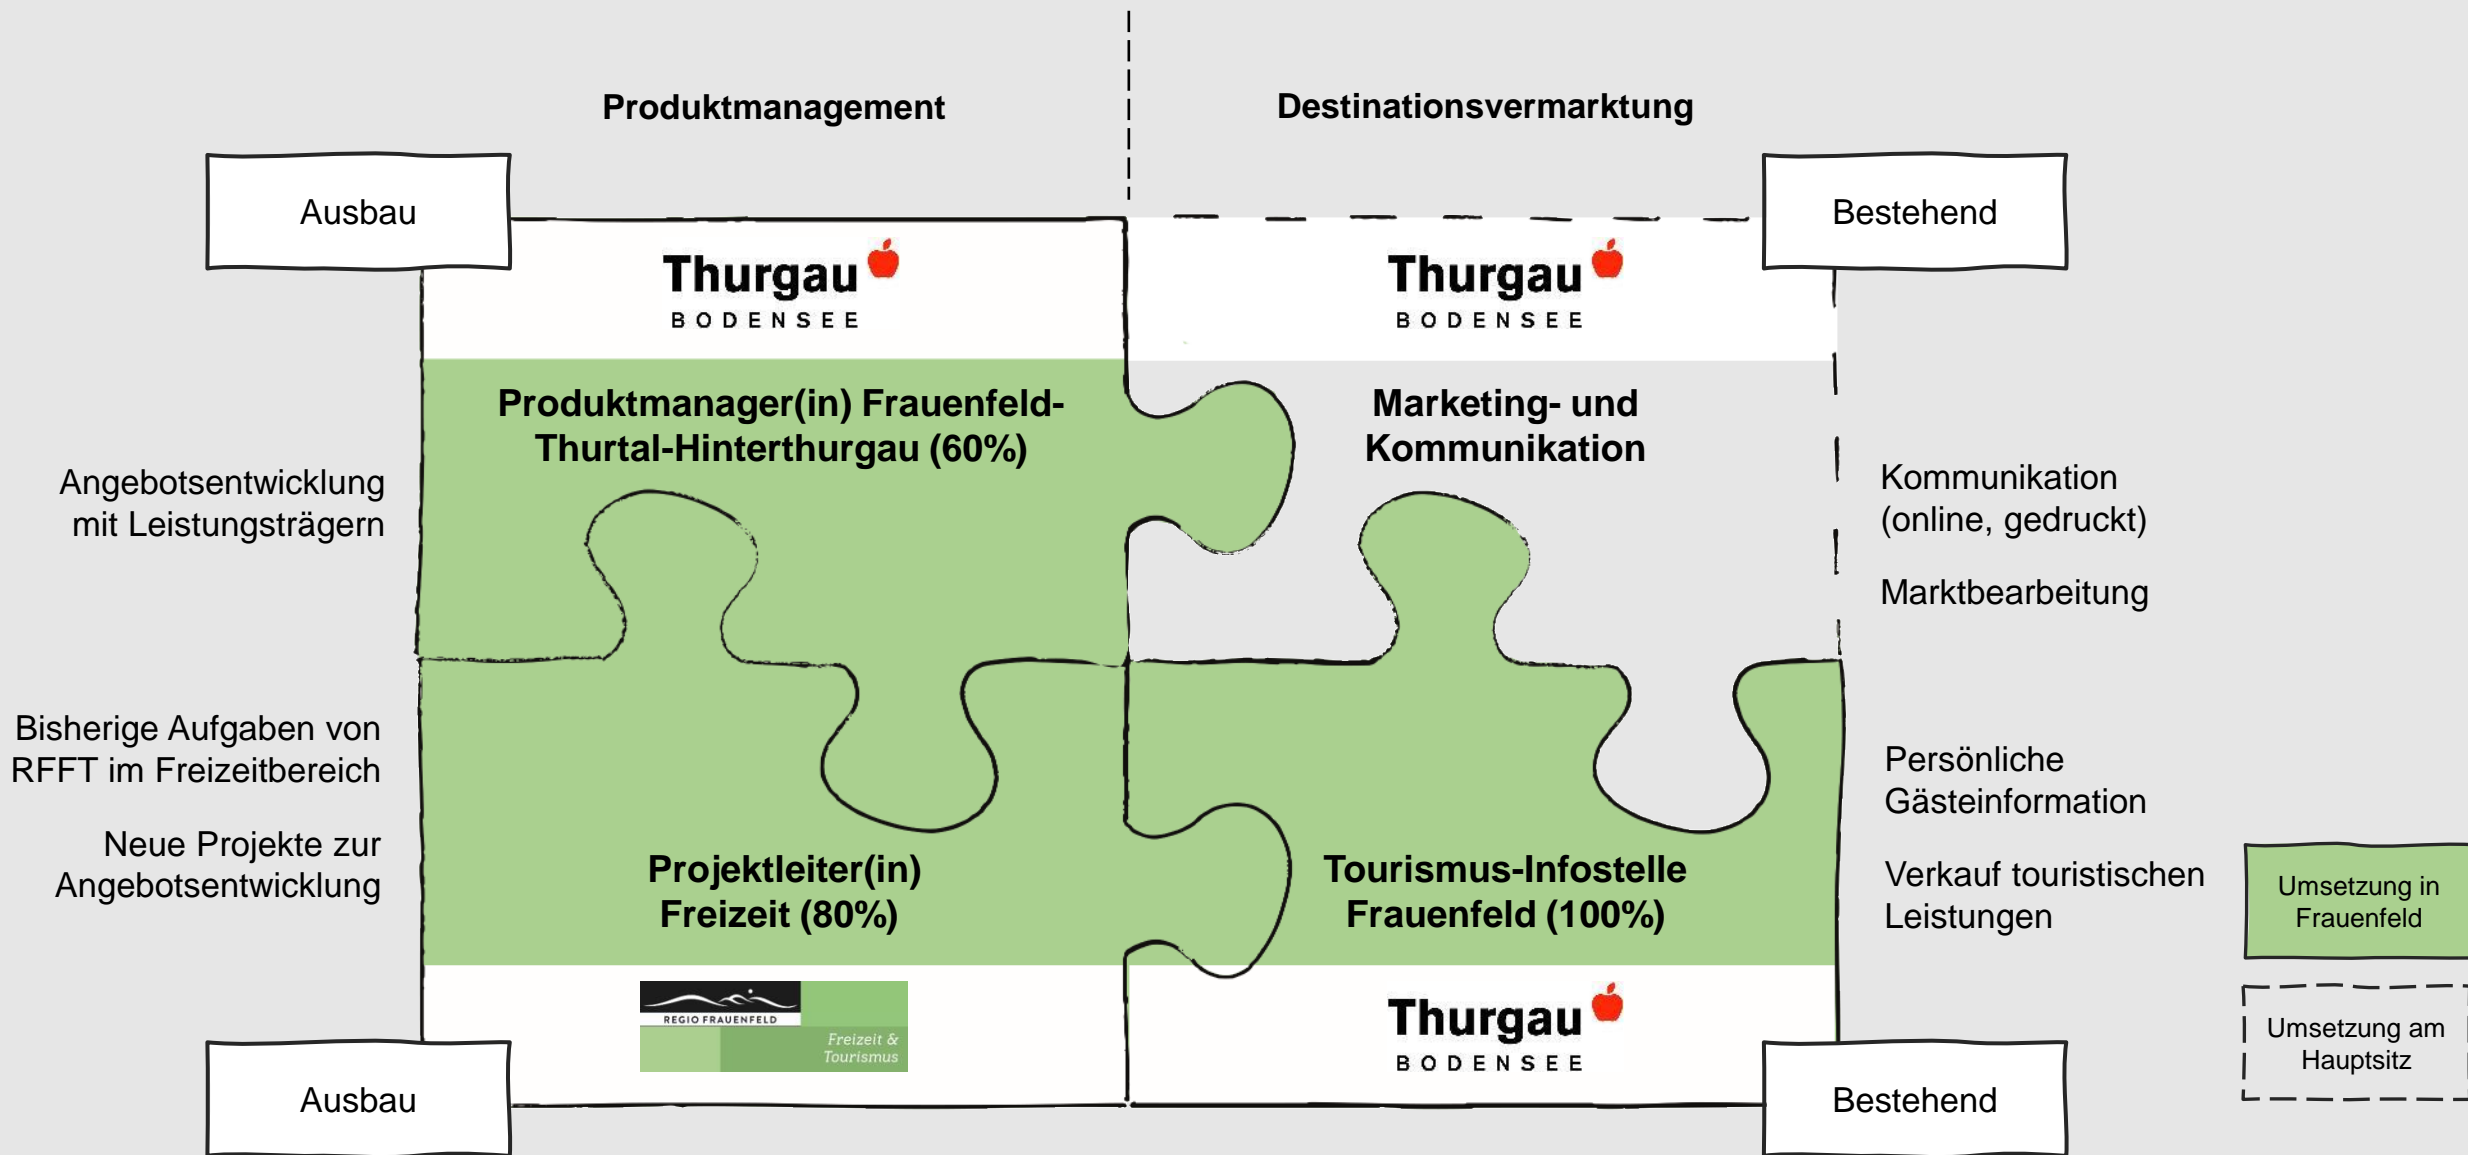 Produktmanagement
Destinationsvermarktung
Ausbau
Bestehend
Thurgau
BODENSEE
Thurgau
BODENSEE
Produktmanager(in) Frauenfeld-
Thurtal-Hinterthurgau (60%)
Marketing- und
Kommunikation
Angebotsentwicklung
mit Leistungsträgern
Kommunikation
(online, gedruckt)
Marktbearbeitung
Bisherige Aufgaben von
RFFT im Freizeitbereich
Neue Projekte zur
Angebotsentwicklung
Projektleiter(in)
Freizeit (80%)
Tourismus-Infostelle
Frauenfeld (100%)
Persönliche
Gästeinformation
Verkauf touristischen
Leistungen
Umsetzung in
Frauenfeld
REGIO FRAUENFELD
Freizeit &
Tourismus
Thurgau
BODENSEE
Umsetzung am
Hauptsitz
Ausbau
Bestehend